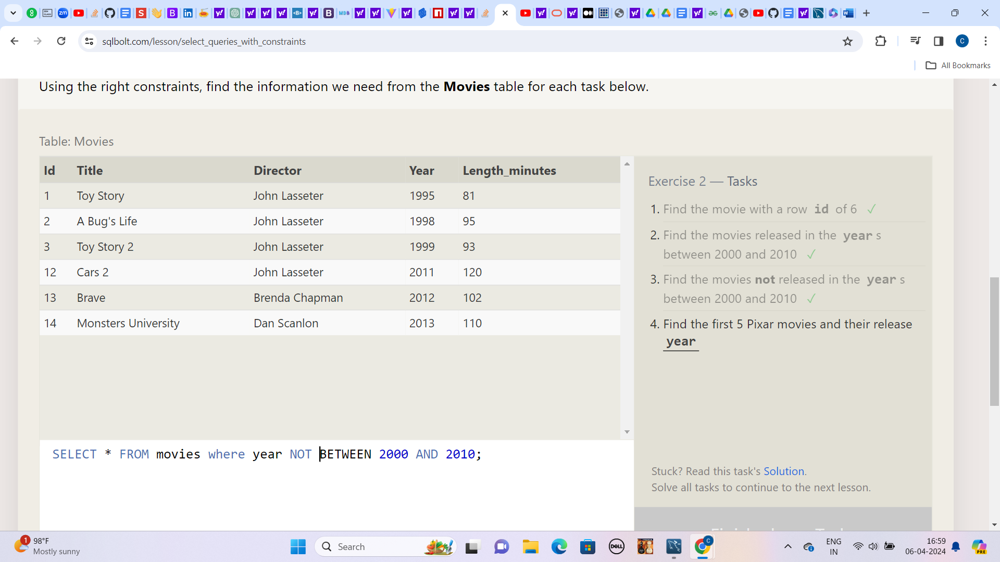 sqlbolt.com/lesson/select_queries_with_constraints
All Bookmarks
Using the right constraints, find the information we need from the Movies table for each task below.
Table: Movies
Id Title Director Year Length_minutes
1 Toy Story John Lasseter 1995 81
2 A Bug's Life John Lasseter 1998 95
3 Toy Story 2 John Lasseter 1999 93
12 Cars 2 John Lasseter 2011 120
13 Brave Brenda Chapman 2012 102
14 Monsters University Dan Scanlon 2013 110
SELECT * FROM movies where year NOT BETWEEN 2000 AND 2010;
Exercise 2 — Tasks
1. Find the movie with a row id of 6 ✓
2. Find the movies released in the year s
between 2000 and 2010 ✓
3. Find the movies not released in the year s
between 2000 and 2010 ✓
4. Find the first 5 Pixar movies and their release
year
Stuck? Read this task's Solution.
Solve all tasks to continue to the next lesson.
1
98°F
Mostly sunny
Search
DELL
C
ENG
IN
16:59
06-04-2024
PRE